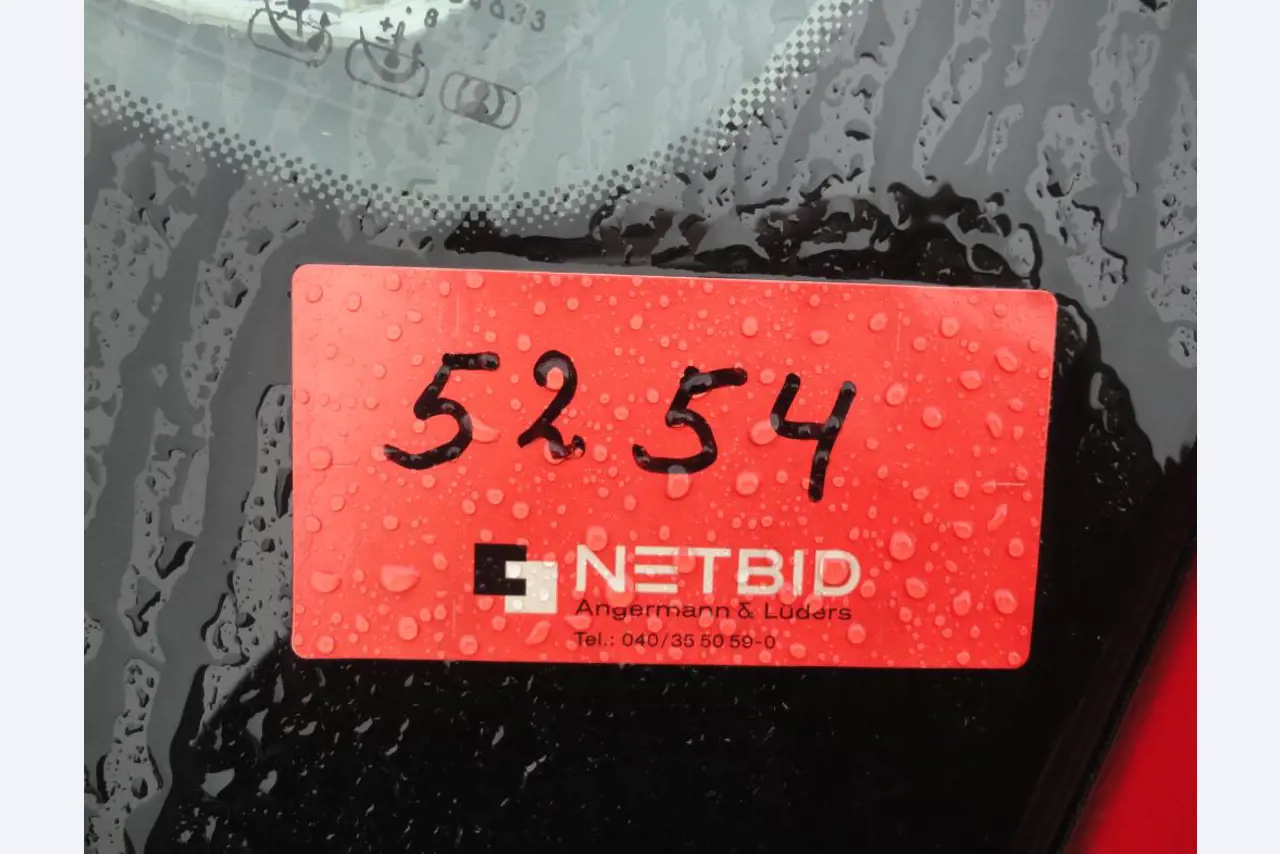 5254
NETBID
Angermann & Lüders
Tel.: 040/35 50 59-0